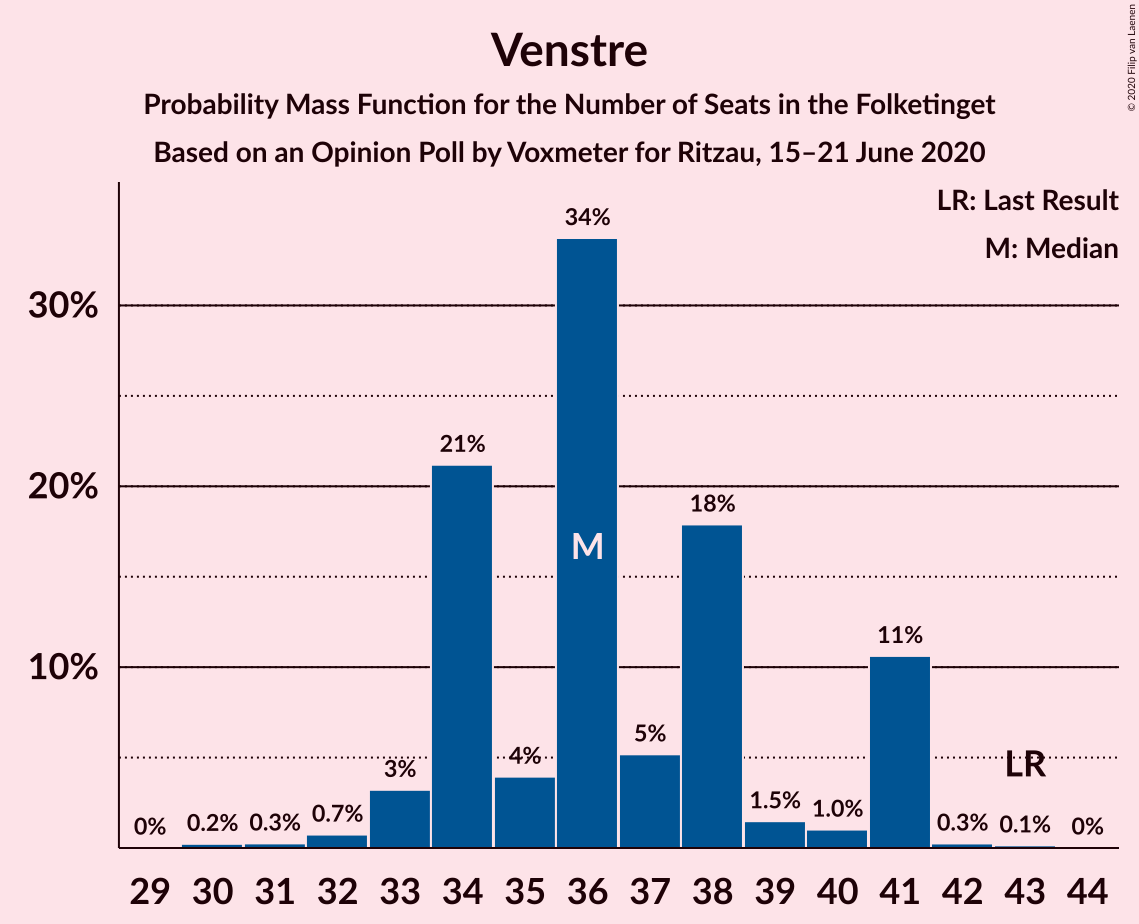 Venstre
Probability Mass Function for the Number of Seats in the Folketinget
Based on an Opinion Poll by Voxmeter for Ritzau, 15–21 June 2020
© 2020 Filip van Laenen
LR: Last Result
M: Median
30%
20%
10%
0%
0.2%
0.3%
0.7%
3%
21%
4%
34%
M
5%
18%
1.5%
1.0%
11%
0.3%
LR
0.1%
0%
29 30 31 32 33 34 35 36 37 38 39 40 41 42 43 44